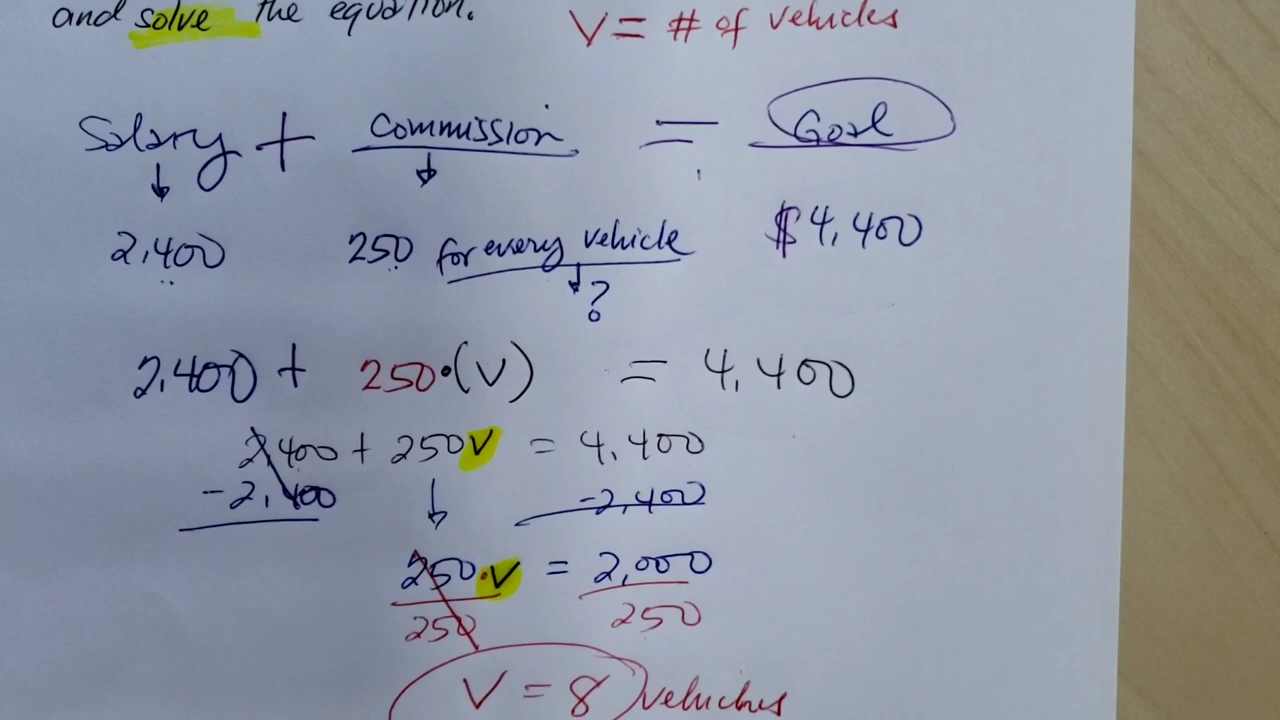 and solve the equation.
V = # of vehicles
Salary + Commission = Goal
2,400 250 for every vehicle $4,400
?
2,400 + 250•(V) = 4,400
2,400 + 250V = 4,400
-2,400 -2,400
250•V = 2,000
250 250
V = 8 vehicles